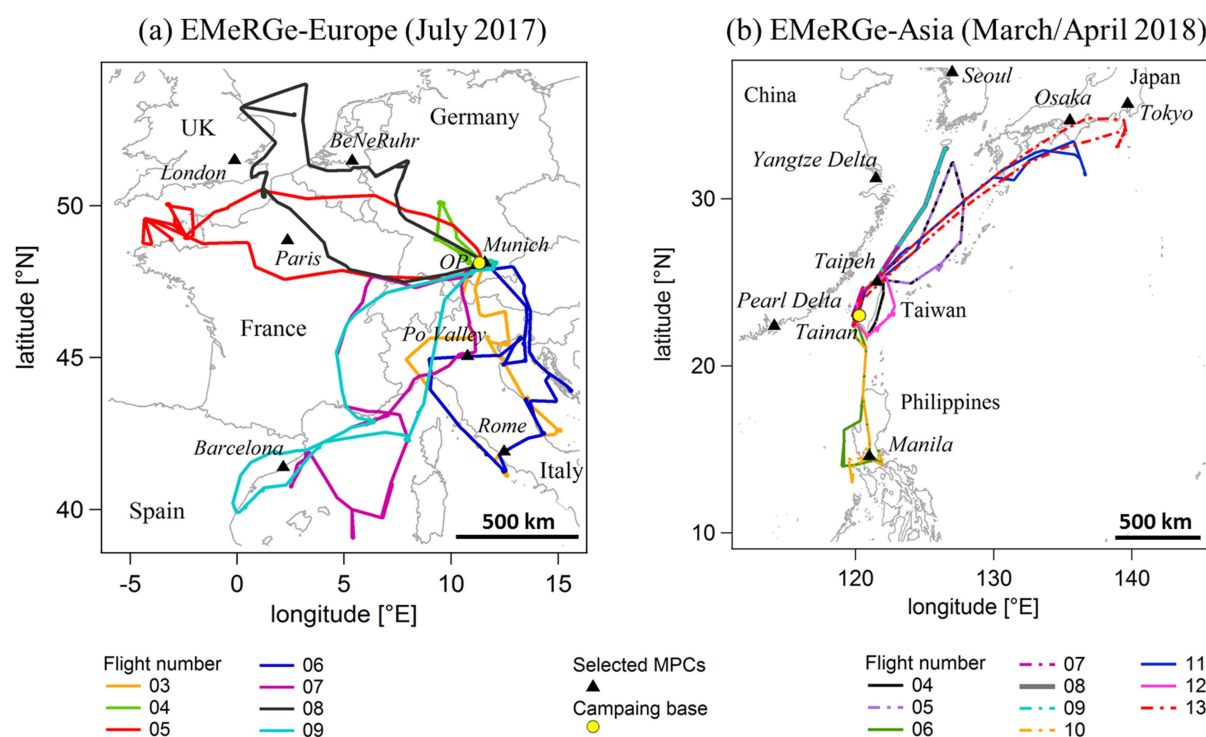 (a) EMeRGe-Europe (July 2017)
(b) EMeRGe-Asia (March/April 2018)
UK
Germany
BeNeRuhr
London
Paris
OP
Munich
France
Po Valley
Rome
Barcelona
Italy
Spain
500 km
50
45
40
latitude [°N]
-5 0 5 10 15
longitude [°E]
Seoul
Japan
China
Osaka
Tokyo
Yangtze Delta
Taipeh
Pearl Delta
Taiwan
Tainan
Philippines
Manila
500 km
30
20
10
latitude [°N]
120 130 140
longitude [°E]
Flight number
03
04
05
06
07
08
09
Selected MPCs
Campaing base
Flight number
04
05
06
07
08
09
10
11
12
13